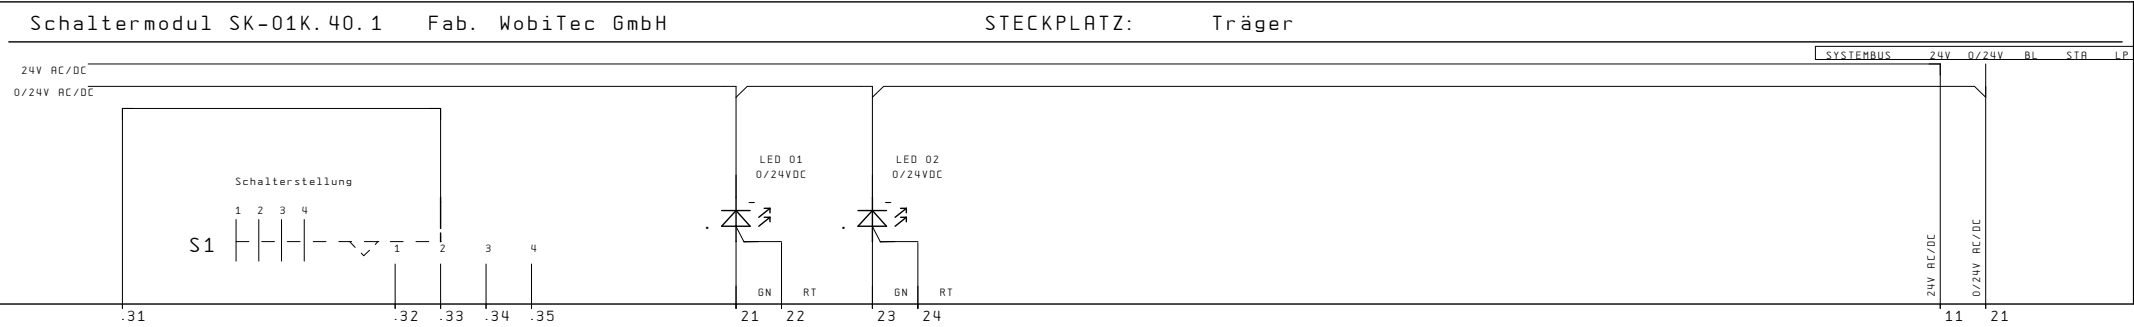 Schaltermodul SK-01K.40.1 Fab. WobiTec GmbH STECKPLATZ: Träger
SYSTEMBUS 24V 0/24V BL STA LP
24V AC/DC
0/24V AC/DC
LED 01
0/24VDC
LED 02
0/24VDC
Schalterstellung
1 2 3 4
S1
1 2 3 4
24V AC/DC
0/24V AC/DC
GN RT GN RT
.31 .32 .33 .34 .35 21 22 23 24 11 21